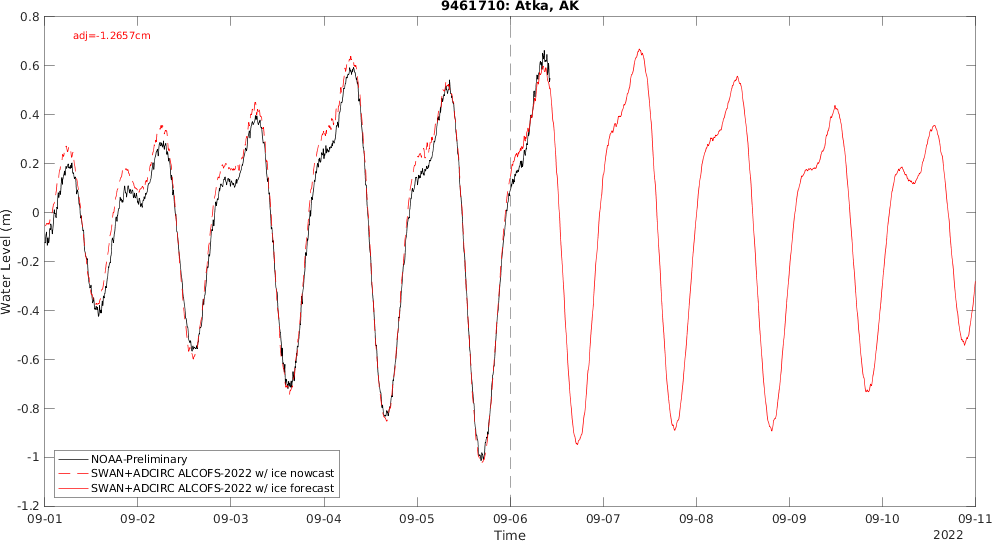 9461710: Atka, AK
adj=-1.2657cm
0.8
0.6
0.4
0.2
0
-0.2
-0.4
-0.6
-0.8
-1
-1.2
Water Level (m)
NOAA-Preliminary
SWAN+ADCIRC ALCOFS-2022 w/ ice nowcast
SWAN+ADCIRC ALCOFS-2022 w/ ice forecast
09-01 09-02 09-03 09-04 09-05 09-06 09-07 09-08 09-09 09-10 09-11
Time
2022